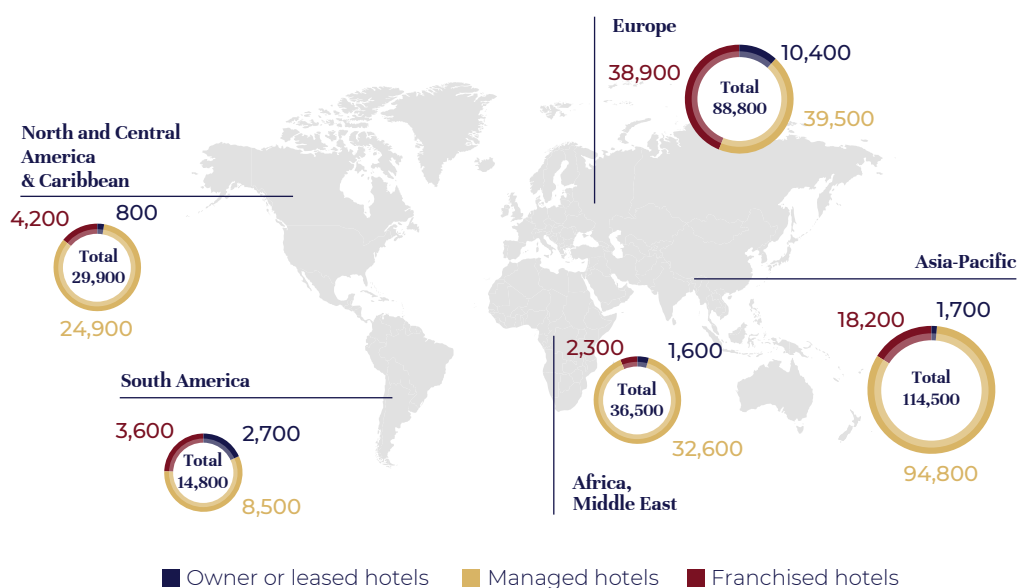 Europe
10,400
38,900
Total
88,800
39,500
North and Central
America
& Caribbean
4,200
800
Total
29,900
24,900
Asia-Pacific
18,200
1,700
Total
114,500
94,800
2,300
1,600
Total
36,500
32,600
Africa,
Middle East
South America
3,600
2,700
Total
14,800
8,500
Owner or leased hotels
Managed hotels
Franchised hotels